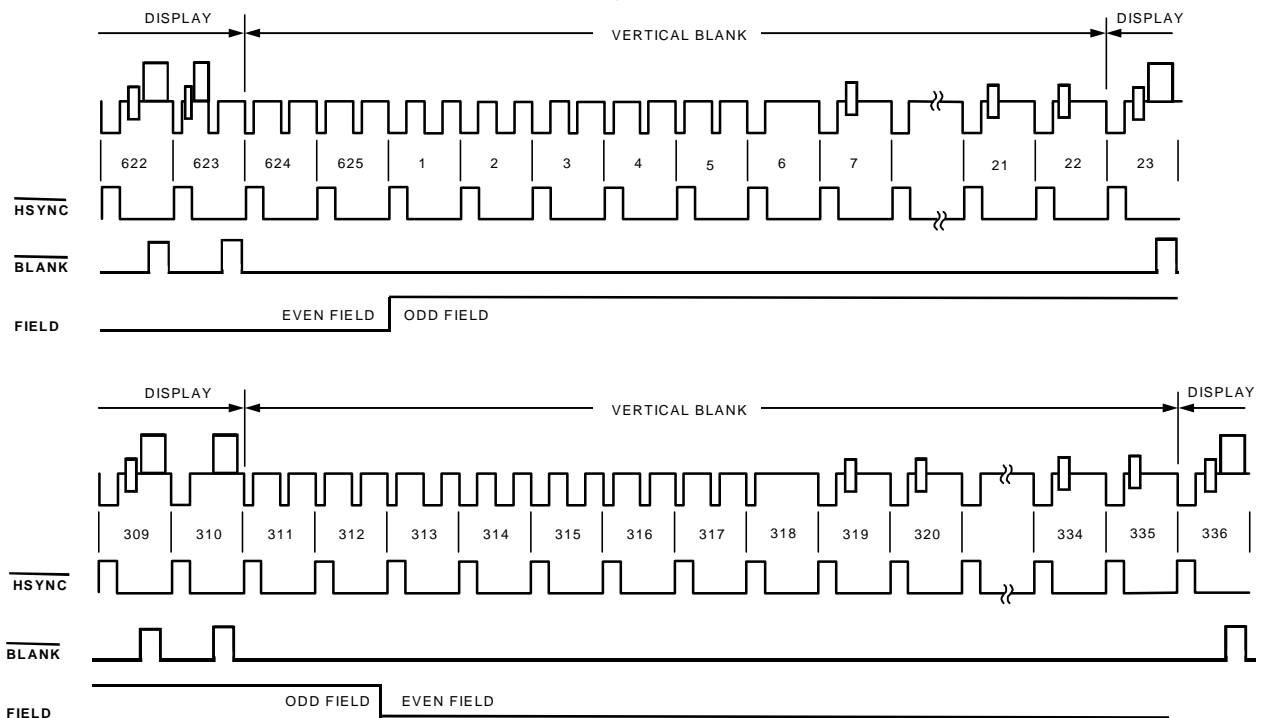 DISPLAY VERTICAL BLANK DISPLAY
622 623 624 625 1 2 3 4 5 6 7 21 22 23
HSYNC
BLANK
EVEN FIELD ODD FIELD
FIELD
DISPLAY VERTICAL BLANK DISPLAY
309 310 311 312 313 314 315 316 317 318 319 320 334 335 336
HSYNC
BLANK
ODD FIELD EVEN FIELD
FIELD